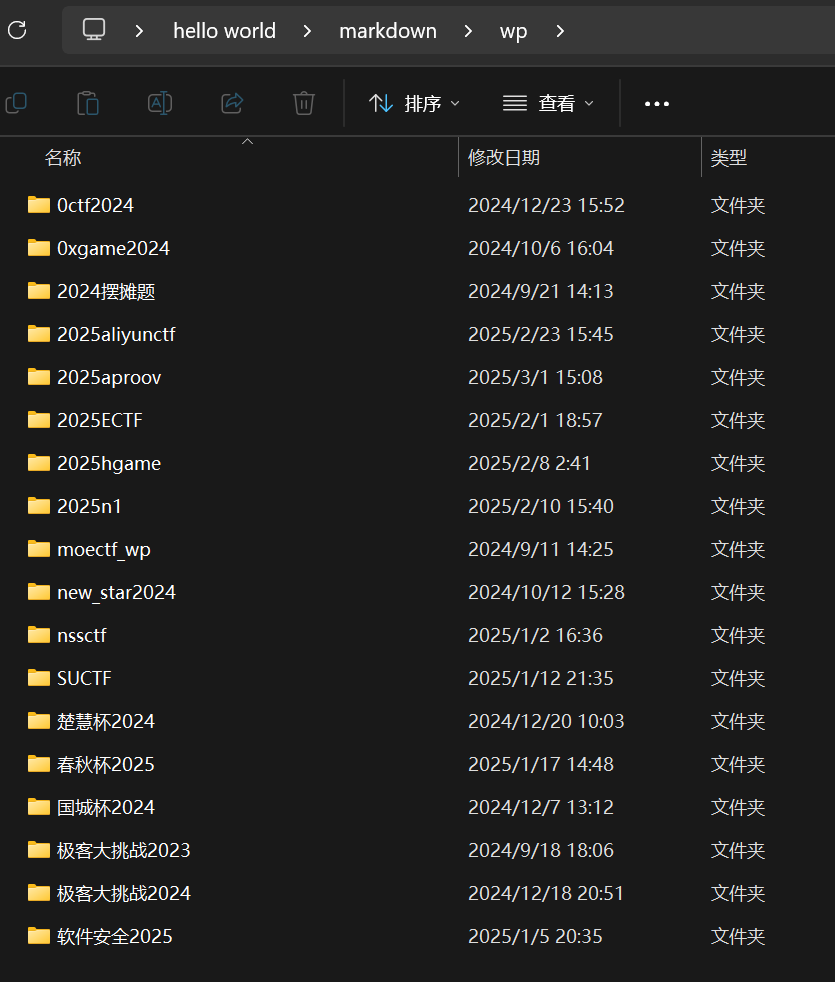 hello world > markdown > wp >
排序 查看
名称 修改日期 类型
0ctf2024 2024/12/23 15:52 文件夹
0xgame2024 2024/10/6 16:04 文件夹
2024摆摊题 2024/9/21 14:13 文件夹
2025aliyunctf 2025/2/23 15:45 文件夹
2025aproov 2025/3/1 15:08 文件夹
2025ECTF 2025/2/1 18:57 文件夹
2025hgame 2025/2/8 2:41 文件夹
2025n1 2025/2/10 15:40 文件夹
moectf_wp 2024/9/11 14:25 文件夹
new_star2024 2024/10/12 15:28 文件夹
nssctf 2025/1/2 16:36 文件夹
SUCTF 2025/1/12 21:35 文件夹
楚慧杯2024 2024/12/20 10:03 文件夹
春秋杯2025 2025/1/17 14:48 文件夹
国城杯2024 2024/12/7 13:12 文件夹
极客大挑战2023 2024/9/18 18:06 文件夹
极客大挑战2024 2024/12/18 20:51 文件夹
软件安全2025 2025/1/5 20:35 文件夹